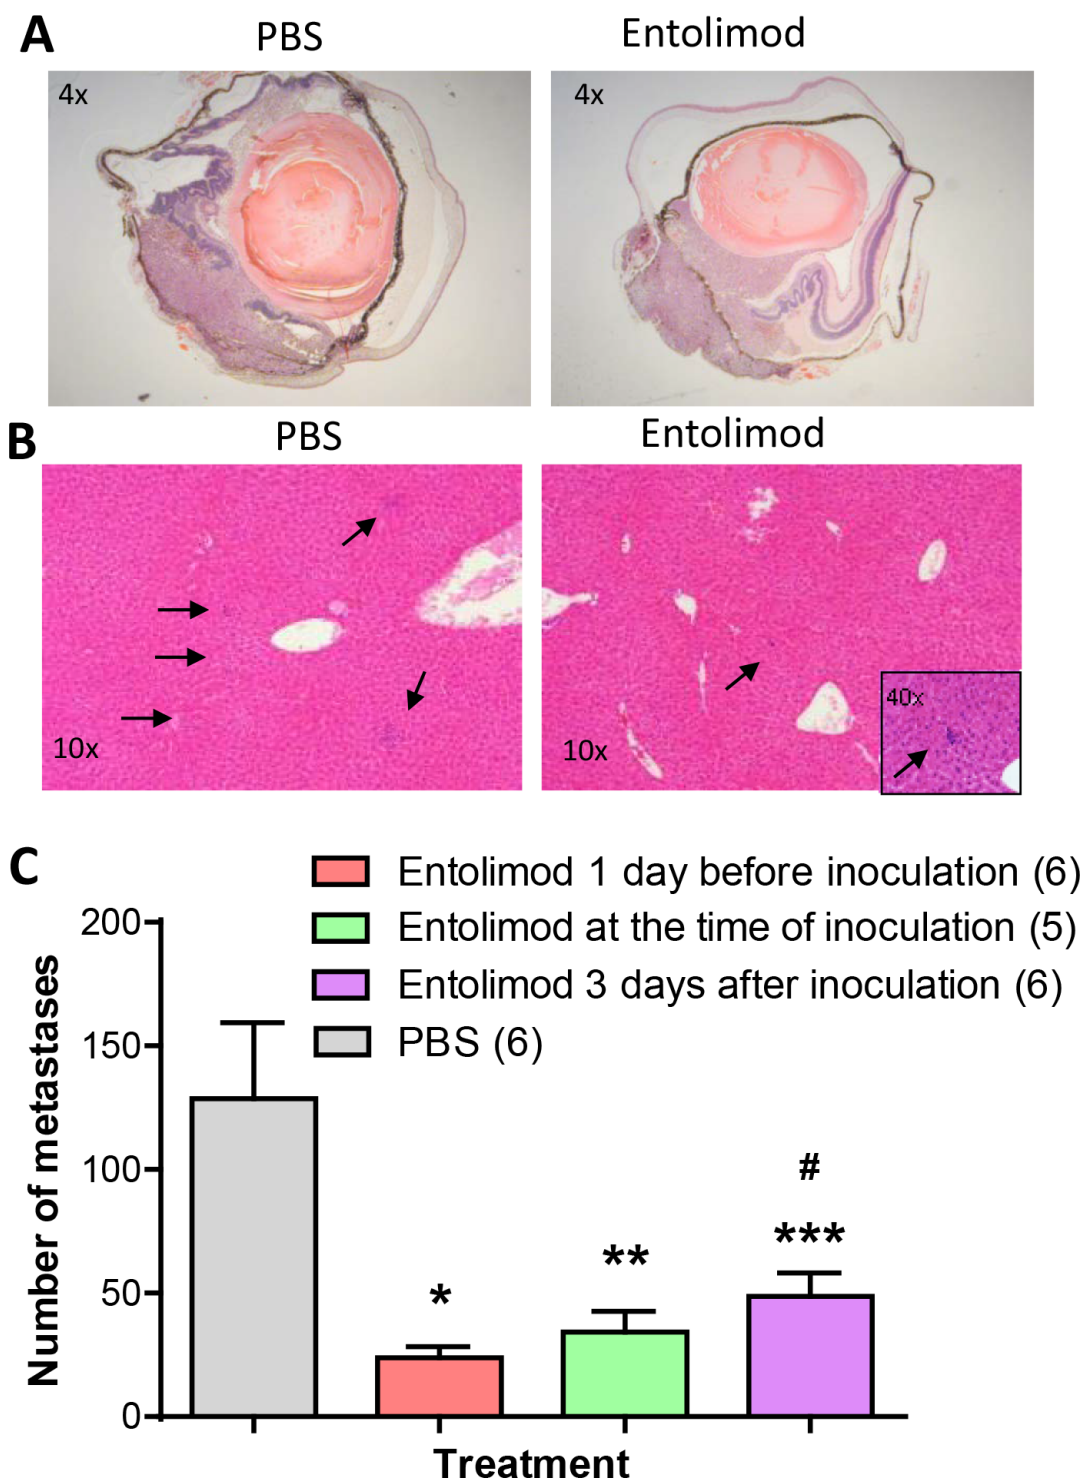 A
PBS
Entolimod
4x
4x
B
PBS
Entolimod
10x
10x
40x
C
Entolimod 1 day before inoculation (6)
Entolimod at the time of inoculation (5)
Entolimod 3 days after inoculation (6)
PBS (6)
Number of metastases
200
150
100
50
0
*
**
#
***
Treatment